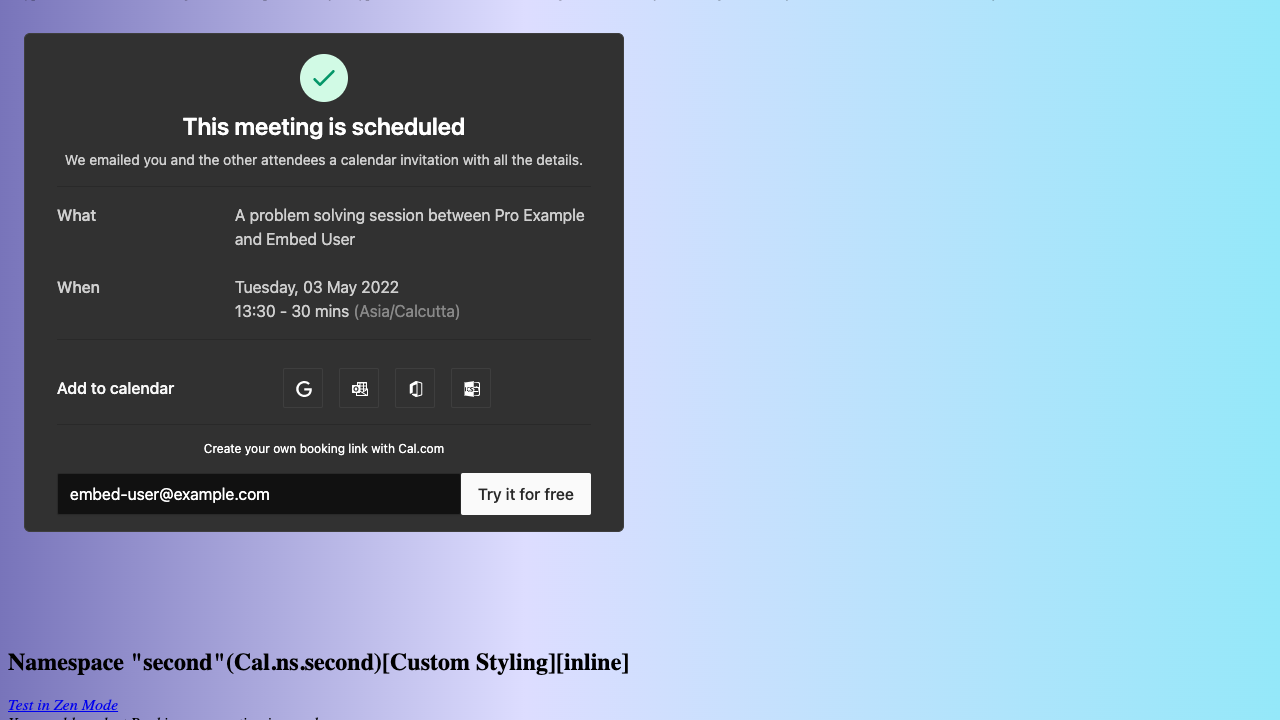 This meeting is scheduled
We emailed you and the other attendees a calendar invitation with all the details.
What
A problem solving session between Pro Example
and Embed User
When
Tuesday, 03 May 2022
13:30 - 30 mins (Asia/Calcutta)
Add to calendar
Create your own booking link with Cal.com
embed-user@example.com
Try it for free
Namespace "second"(Cal.ns.second)[Custom Styling][inline]
Test in Zen Mode